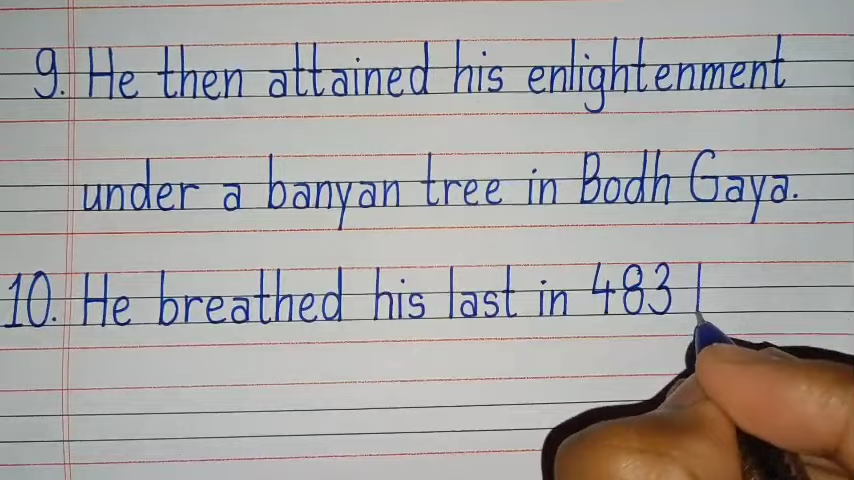 9. He then attained his enlightenment
under a banyan tree in Bodh Gaya.
10. He breathed his last in 483